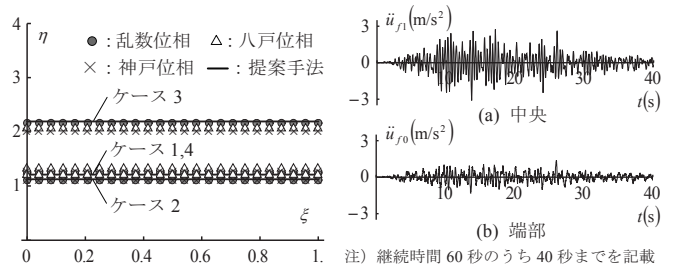 4
η
●：乱数位相 △：八戸位相
×：神戸位相 ―：提案手法
3
ケース 3
2
ケース 1,4
1
ケース 2
ξ
0 0.2 0.4 0.6 0.8 1.
0
3
ü_f1(m/s²)
0
10 20 30 40
−3
t(s)
(a) 中央
3
ü_f0(m/s²)
0
10 20 30 40
−3
t(s)
(b) 端部
注）継続時間 60 秒のうち 40 秒までを記載